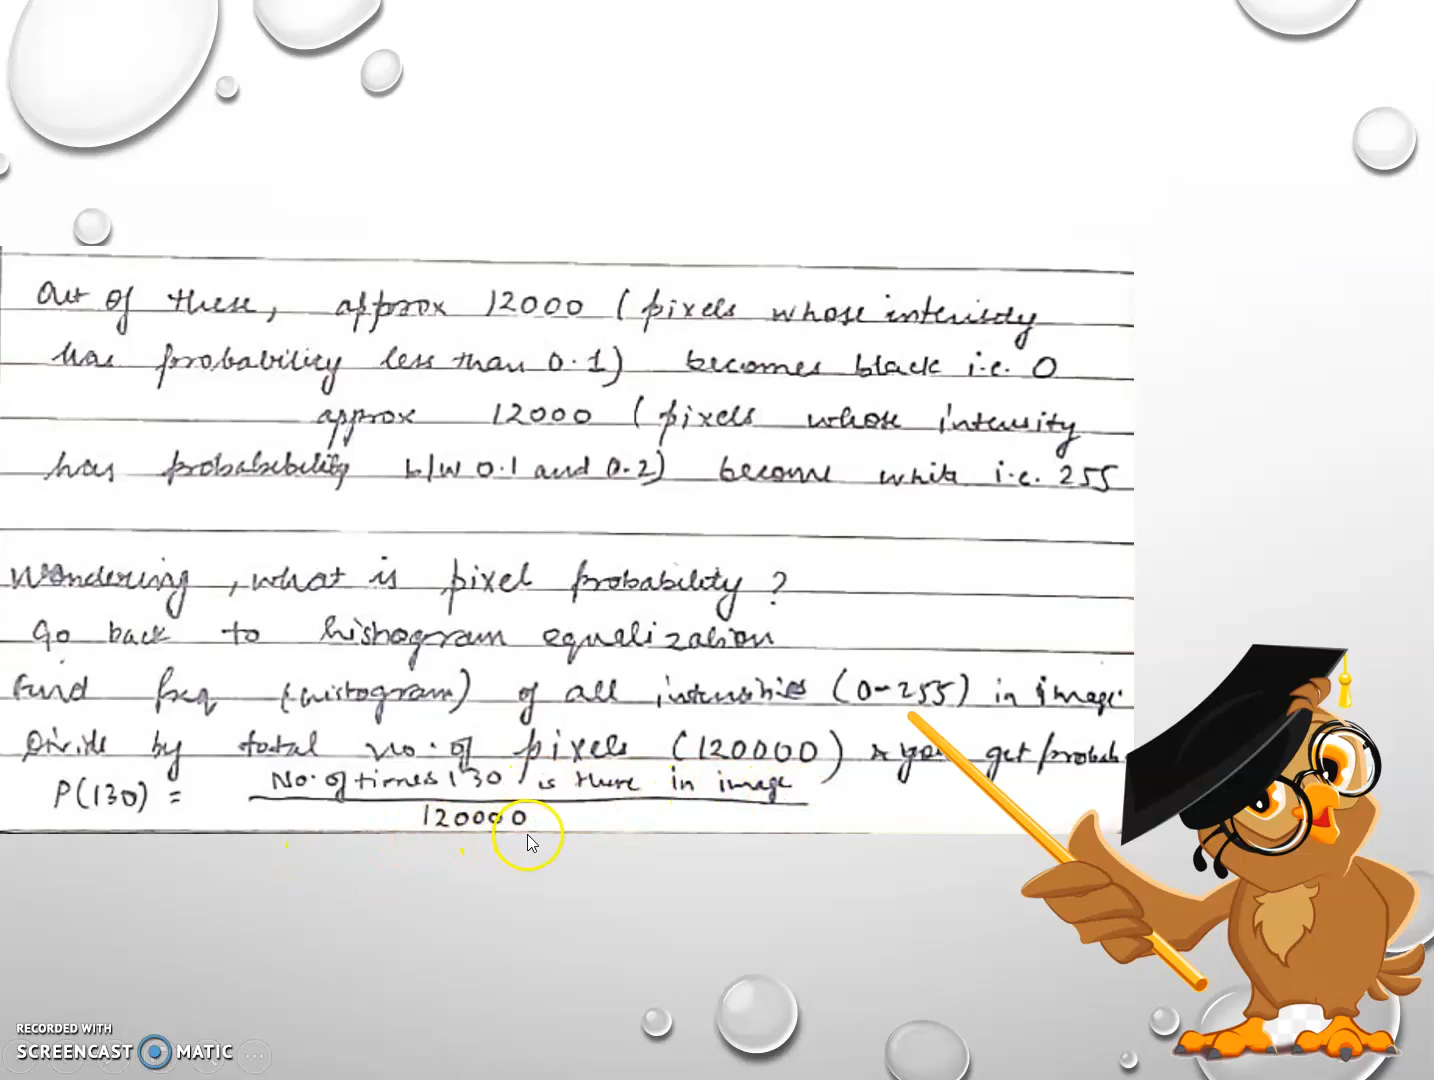 Out of these, approx 12000 (pixels whose intensity
has probability less than 0.1) becomes black i.e. 0
approx 12000 (pixels whose intensity
has probabebility b/w 0.1 and 0.2) become white i.e. 255
Wondering, what is pixel probability?
Go back to histogram equalization
Find freq (histogram) of all intensities (0-255) in image
Divide by total no. of pixels (120000) & you get probab
P(130) = No. of times 130 is there in image
120000
RECORDED WITH
SCREENCAST MATIC